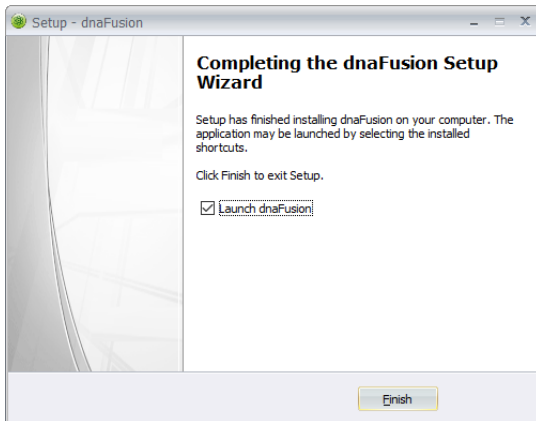 Setup - dnaFusion
Completing the dnaFusion Setup
Wizard
Setup has finished installing dnaFusion on your computer. The
application may be launched by selecting the installed
shortcuts.
Click Finish to exit Setup.
Launch dnaFusion
Finish